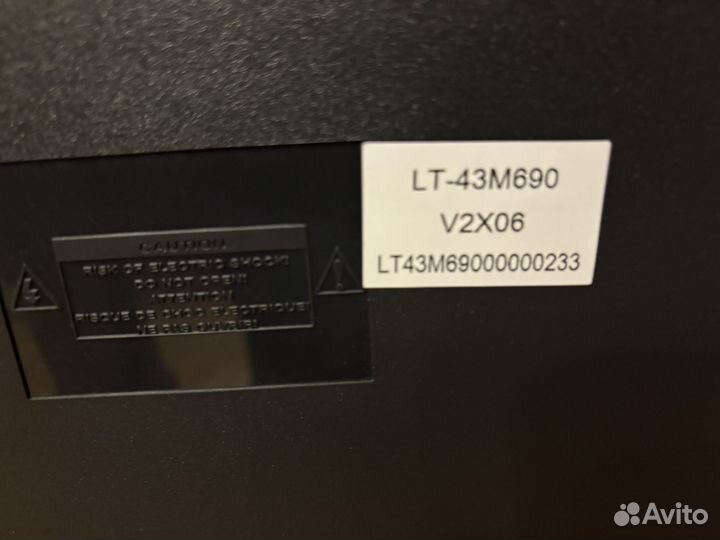 LT-43M690
V2X06
LT43M69000000233
CAUTION
RISK OF ELECTRIC SHOCK!
DO NOT OPEN!
ATTENTION
RISQUE DE CHOC ELECTRIQUE!
NE PAS OUVRIR!
Avito